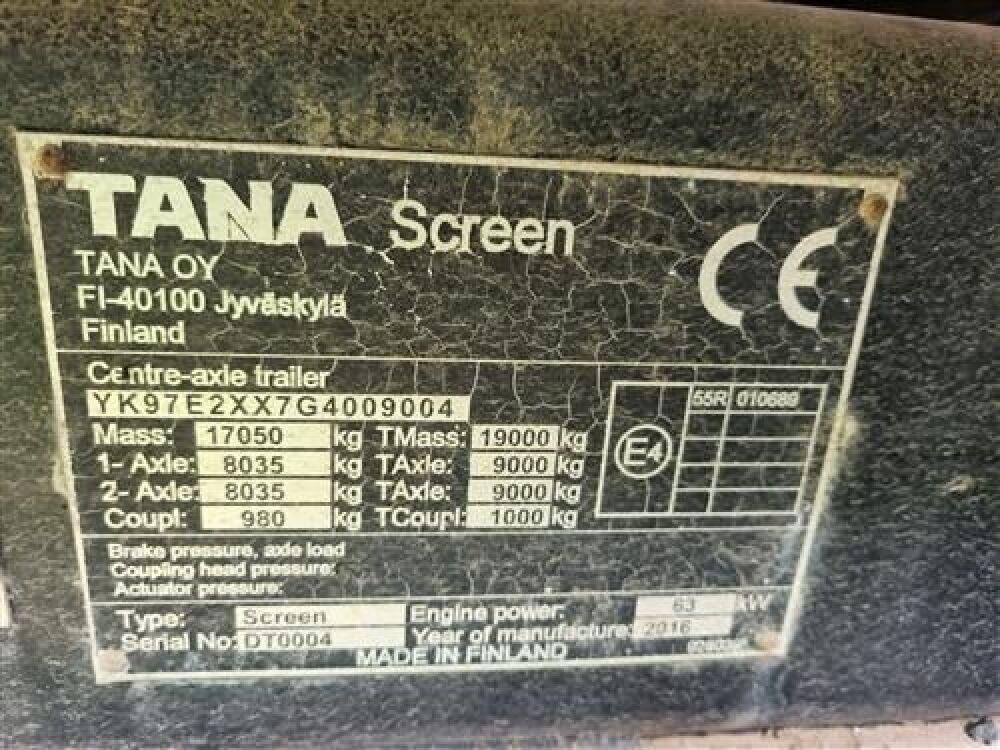 TANA Screen
CE
TANA OY
FI-40100 Jyväskylä
Finland
Centre-axle trailer
YK97E2XX7G4009004
55R 010689
E4
Mass: 17050 kg TMass: 19000 kg
1- Axle: 8035 kg TAxle: 9000 kg
2- Axle: 8035 kg TAxle: 9000 kg
Coupl: 980 kg TCoupl: 1000 kg
Brake pressure, axle load
Coupling head pressure:
Actuator pressure:
Type: Screen Engine power: 63 kW
Serial No: DT0004 Year of manufacture: 2016
MADE IN FINLAND